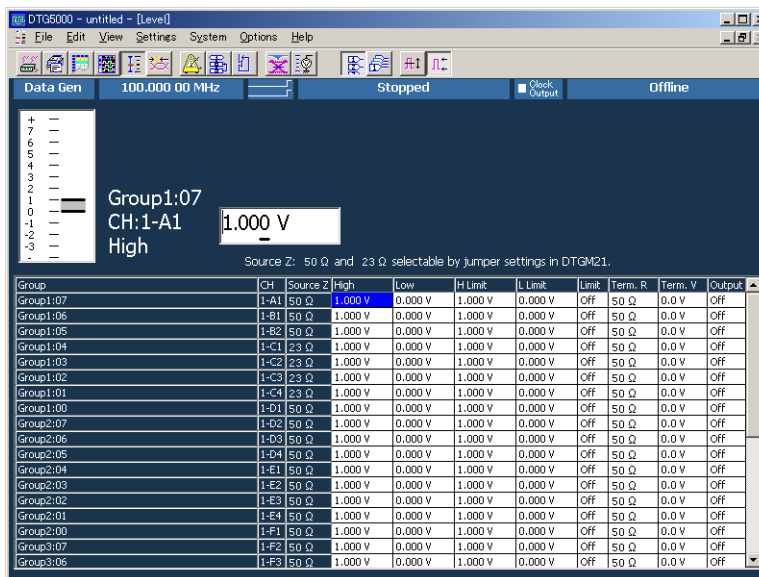 DTG5000 - untitled - [Level]
File Edit View Settings System Options Help
Data Gen 100.000 00 MHz Stopped Clock Output Offline
+
7
6
5
4
3
2
1
0
-1
-2
-3
-
Group1:07
CH:1-A1
High
1.000 V
Source Z: 50 Ω and 23 Ω selectable by jumper settings in DTGM21.
Group CH Source Z High Low H Limit L Limit Limit Term. R Term. V Output
Group1:07 1-A1 50 Ω 1.000 V 0.000 V 1.000 V 0.000 V Off 50 Ω 0.0 V Off
Group1:06 1-B1 50 Ω 1.000 V 0.000 V 1.000 V 0.000 V Off 50 Ω 0.0 V Off
Group1:05 1-B2 50 Ω 1.000 V 0.000 V 1.000 V 0.000 V Off 50 Ω 0.0 V Off
Group1:04 1-C1 23 Ω 1.000 V 0.000 V 1.000 V 0.000 V Off 50 Ω 0.0 V Off
Group1:03 1-C2 23 Ω 1.000 V 0.000 V 1.000 V 0.000 V Off 50 Ω 0.0 V Off
Group1:02 1-C3 23 Ω 1.000 V 0.000 V 1.000 V 0.000 V Off 50 Ω 0.0 V Off
Group1:01 1-C4 23 Ω 1.000 V 0.000 V 1.000 V 0.000 V Off 50 Ω 0.0 V Off
Group1:00 1-D1 50 Ω 1.000 V 0.000 V 1.000 V 0.000 V Off 50 Ω 0.0 V Off
Group2:07 1-D2 50 Ω 1.000 V 0.000 V 1.000 V 0.000 V Off 50 Ω 0.0 V Off
Group2:06 1-D3 50 Ω 1.000 V 0.000 V 1.000 V 0.000 V Off 50 Ω 0.0 V Off
Group2:05 1-D4 50 Ω 1.000 V 0.000 V 1.000 V 0.000 V Off 50 Ω 0.0 V Off
Group2:04 1-E1 50 Ω 1.000 V 0.000 V 1.000 V 0.000 V Off 50 Ω 0.0 V Off
Group2:03 1-E2 50 Ω 1.000 V 0.000 V 1.000 V 0.000 V Off 50 Ω 0.0 V Off
Group2:02 1-E3 50 Ω 1.000 V 0.000 V 1.000 V 0.000 V Off 50 Ω 0.0 V Off
Group2:01 1-E4 50 Ω 1.000 V 0.000 V 1.000 V 0.000 V Off 50 Ω 0.0 V Off
Group2:00 1-F1 50 Ω 1.000 V 0.000 V 1.000 V 0.000 V Off 50 Ω 0.0 V Off
Group3:07 1-F2 50 Ω 1.000 V 0.000 V 1.000 V 0.000 V Off 50 Ω 0.0 V Off
Group3:06 1-F3 50 Ω 1.000 V 0.000 V 1.000 V 0.000 V Off 50 Ω 0.0 V Off